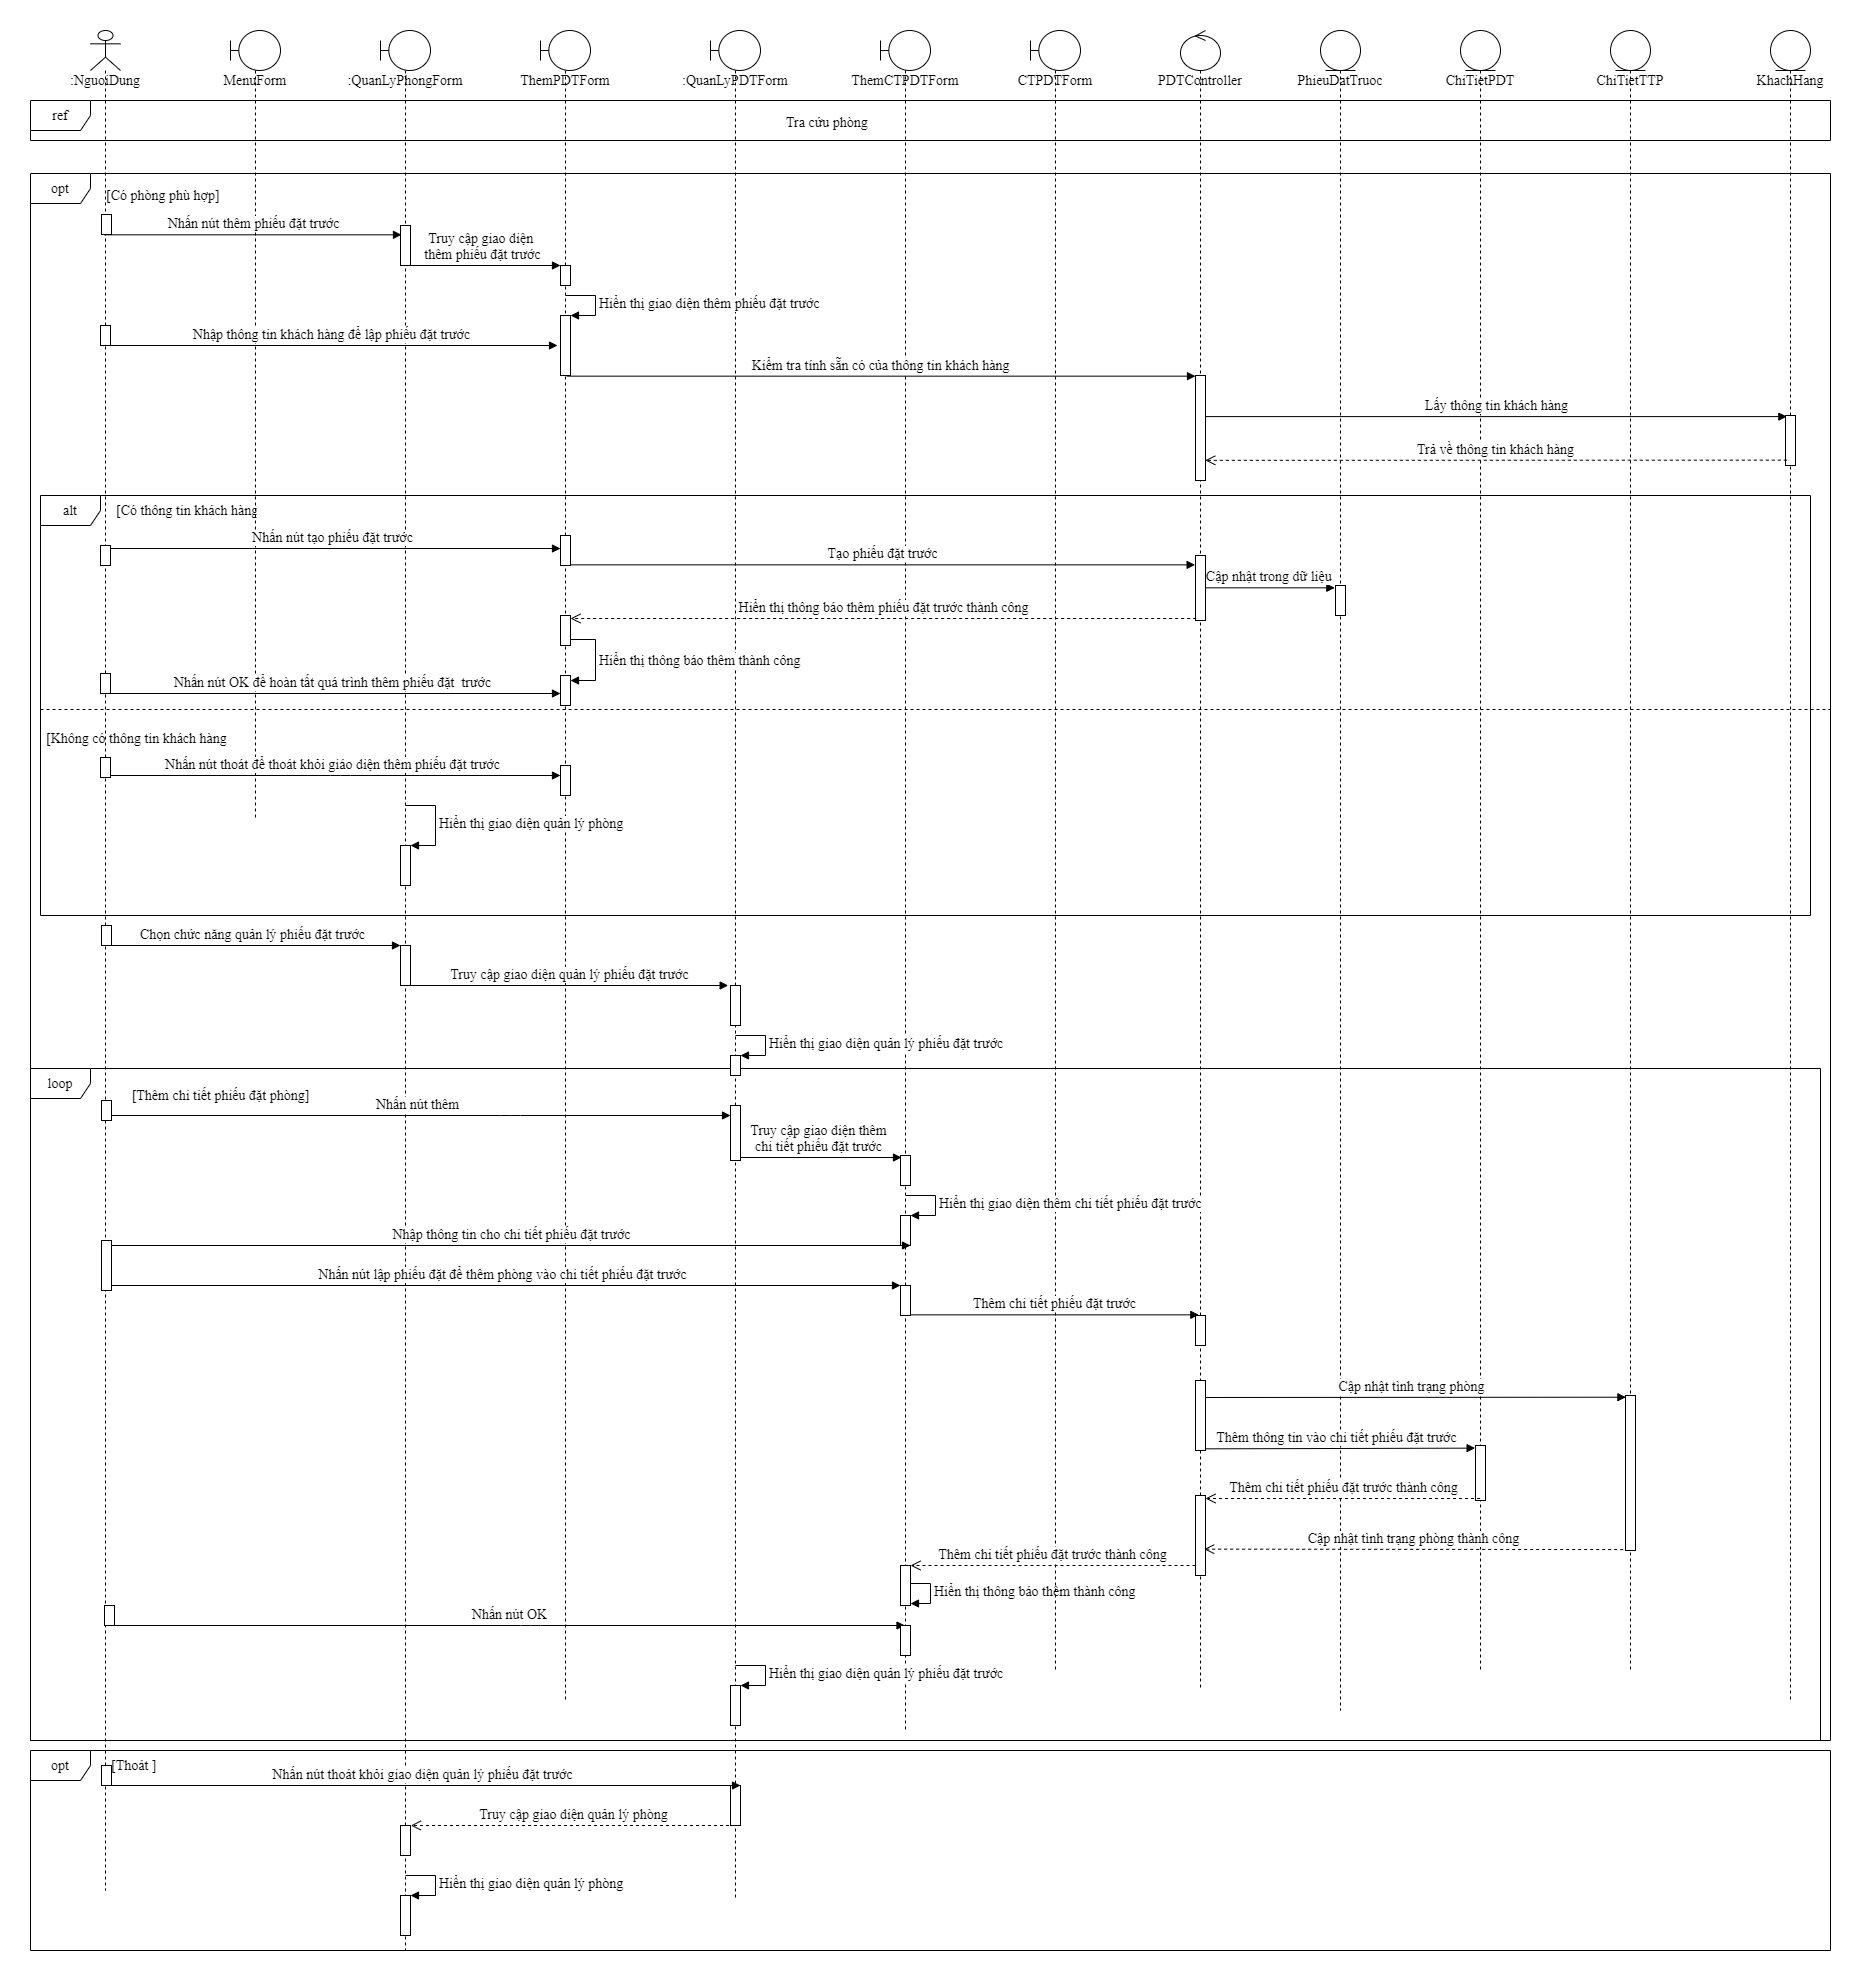 :NguoiDung
MenuForm
:QuanLyPhongForm
ThemPDTForm
:QuanLyPDTForm
ThemCTPDTForm
CTPDTForm
PDTController
PhieuDatTruoc
ChiTietPDT
ChiTietTTP
KhachHang
ref
Tra cứu phòng
opt
[Có phòng phù hợp]
Nhấn nút thêm phiếu đặt trước
Truy cập giao diện
thêm phiếu đặt trước
Hiển thị giao diện thêm phiếu đặt trước
Nhập thông tin khách hàng để lập phiếu đặt trước
Kiểm tra tính sẵn có của thông tin khách hàng
Lấy thông tin khách hàng
Trả về thông tin khách hàng
alt
[Có thông tin khách hàng
Nhấn nút tạo phiếu đặt trước
Tạo phiếu đặt trước
Cập nhật trong dữ liệu
Hiển thị thông báo thêm phiếu đặt trước thành công
Hiển thị thông báo thêm thành công
Nhấn nút OK để hoàn tất quá trình thêm phiếu đặt  trước
[Không có thông tin khách hàng
Nhấn nút thoát để thoát khỏi giáo diện thêm phiếu đặt trước
Hiển thị giao diện quản lý phòng
Chọn chức năng quản lý phiếu đặt trước
Truy cập giao diện quản lý phiếu đặt trước
Hiển thị giao diện quản lý phiếu đặt trước
loop
[Thêm chi tiết phiếu đặt phòng]
Nhấn nút thêm
Truy cập giao diện thêm
chi tiết phiếu đặt trước
Hiển thị giao diện thêm chi tiết phiếu đặt trước
Nhập thông tin cho chi tiết phiếu đặt trước
Nhấn nút lập phiếu đặt để thêm phòng vào chi tiết phiếu đặt trước
Thêm chi tiết phiếu đặt trước
Cập nhật tình trạng phòng
Thêm thông tin vào chi tiết phiếu đặt trước
Thêm chi tiết phiếu đặt trước thành công
Cập nhật tình trạng phòng thành công
Thêm chi tiết phiếu đặt trước thành công
Hiển thị thông báo thêm thành công
Nhấn nút OK
Hiển thị giao diện quản lý phiếu đặt trước
opt
[Thoát ]
Nhấn nút thoát khỏi giao diện quản lý phiếu đặt trước
Truy cập giao diện quản lý phòng
Hiển thị giao diện quản lý phòng